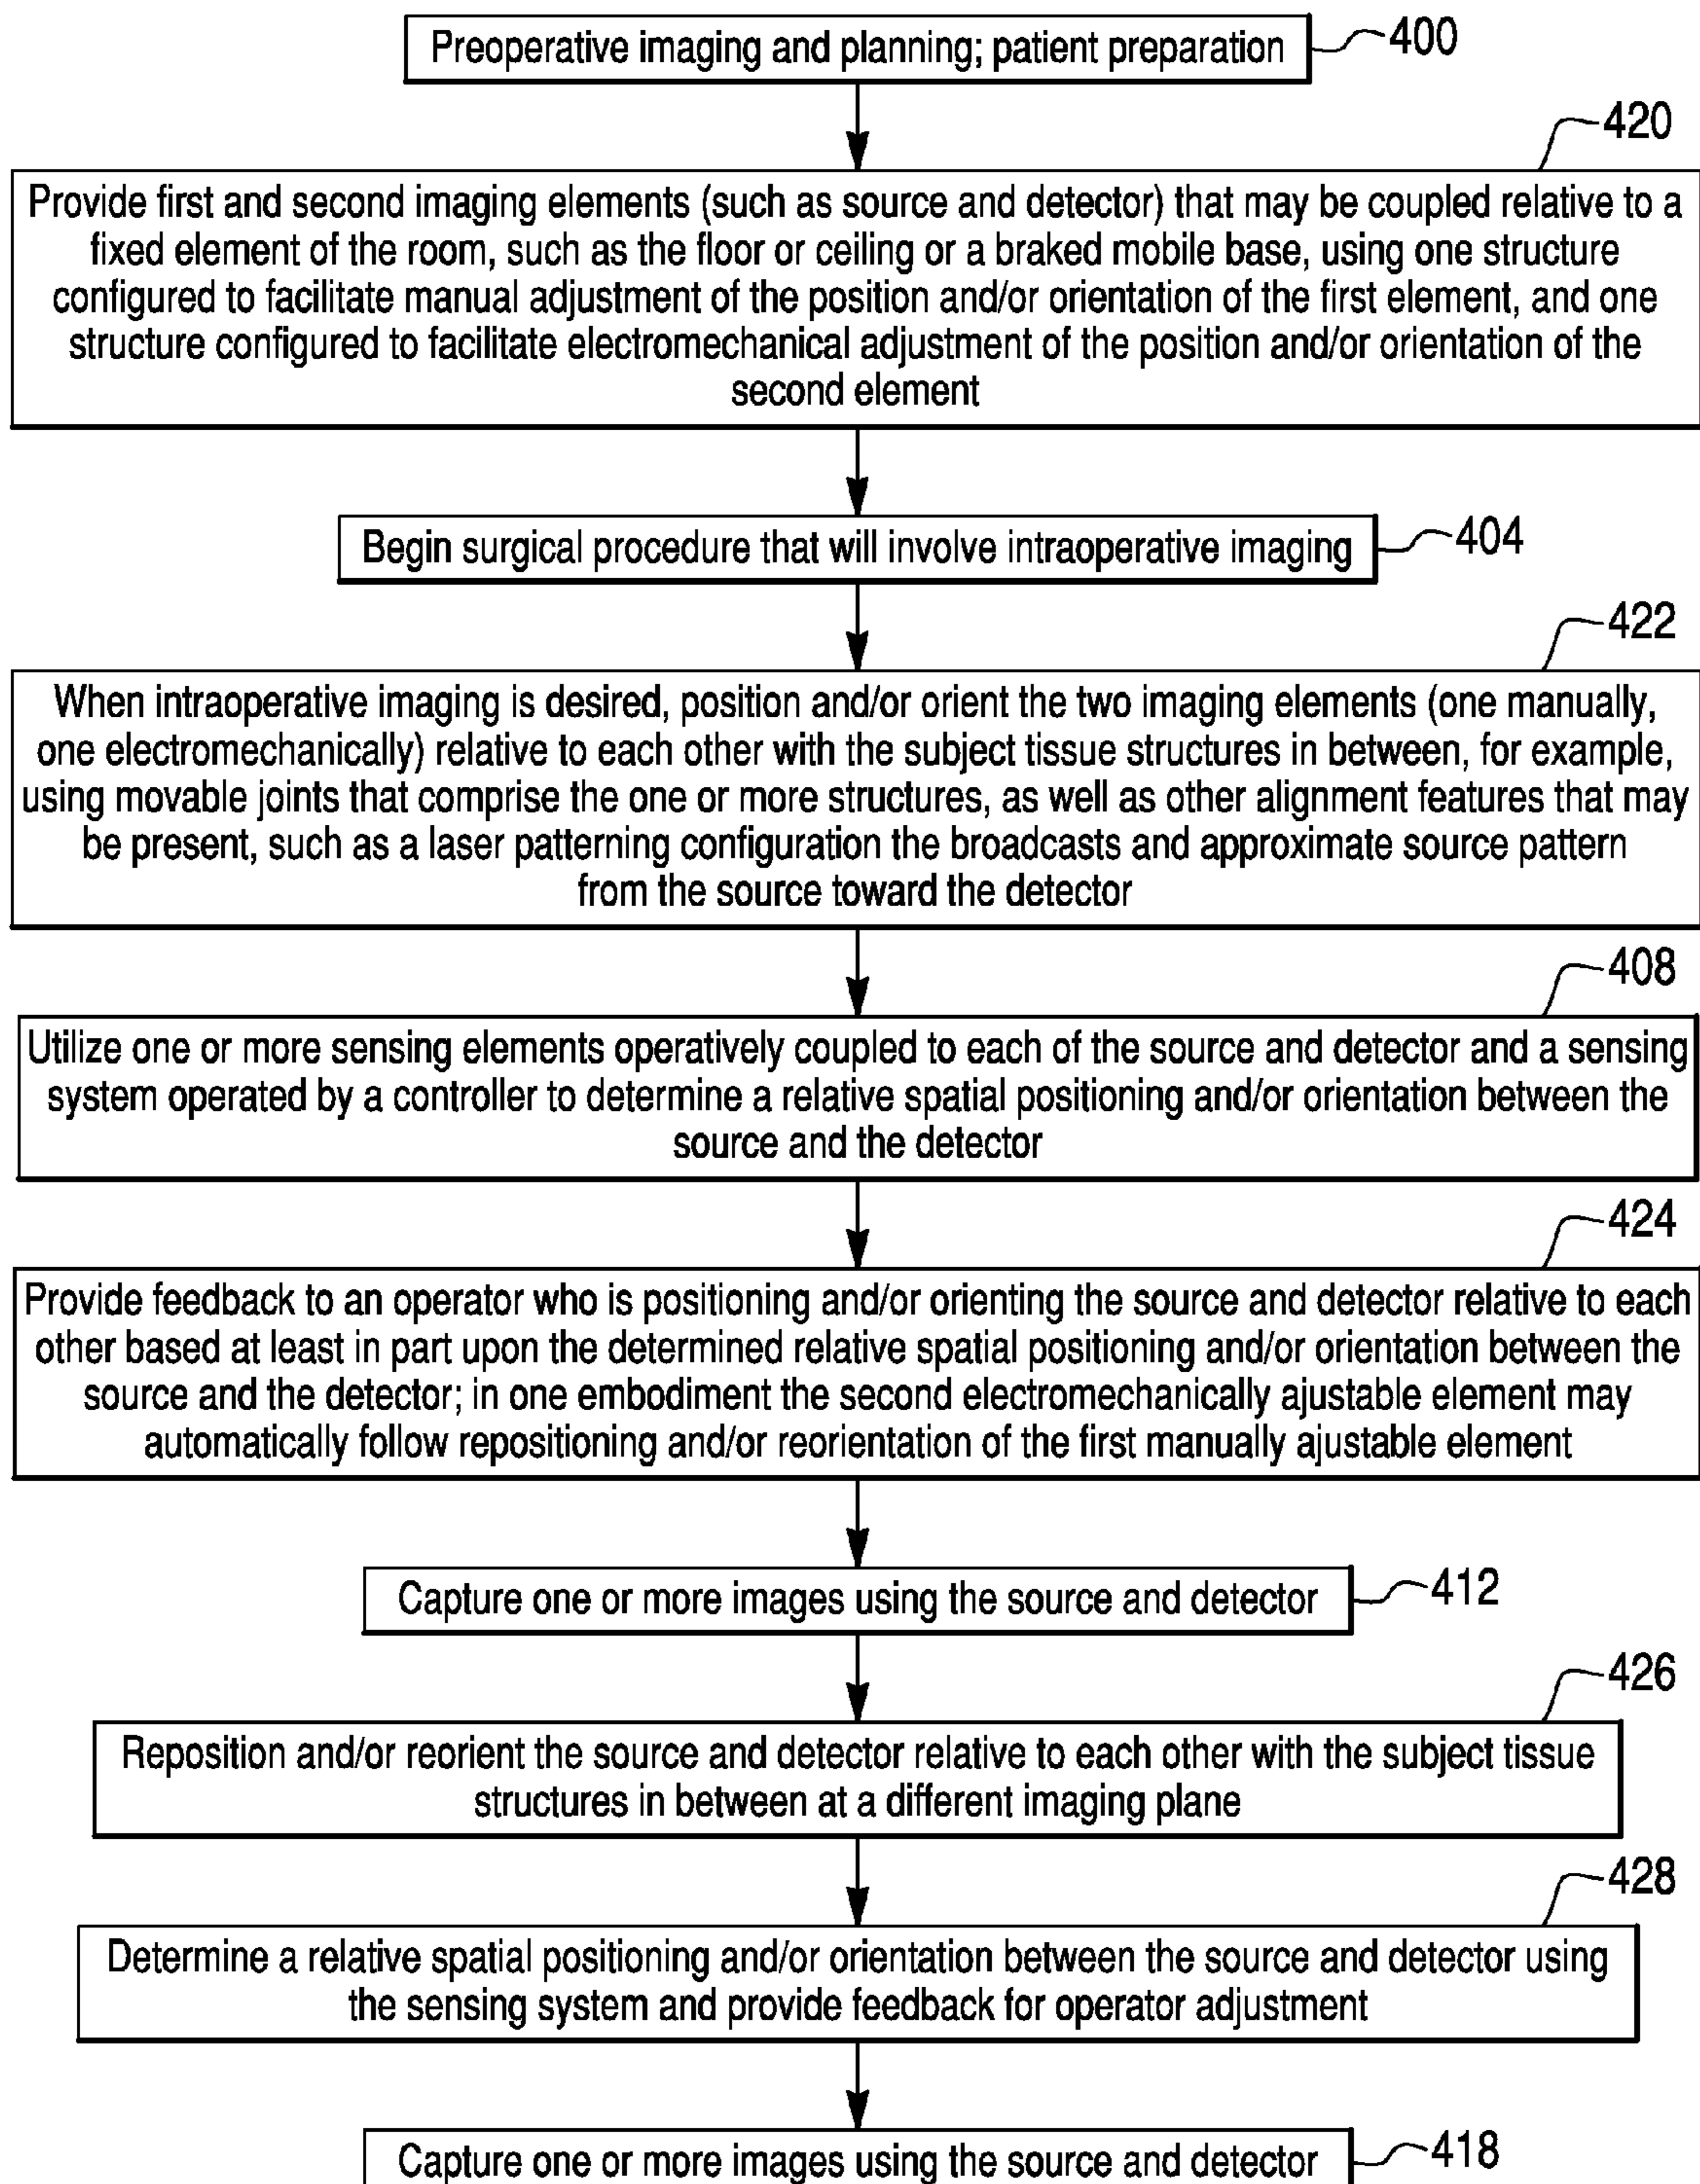 Preoperative imaging and planning; patient preparation
400
420
Provide first and second imaging elements (such as source and detector) that may be coupled relative to a
fixed element of the room, such as the floor or ceiling or a braked mobile base, using one structure
configured to facilitate manual adjustment of the position and/or orientation of the first element, and one
structure configured to facilitate electromechanical adjustment of the position and/or orientation of the
second element
Begin surgical procedure that will involve intraoperative imaging
404
422
When intraoperative imaging is desired, position and/or orient the two imaging elements (one manually,
one electromechanically) relative to each other with the subject tissue structures in between, for example,
using movable joints that comprise the one or more structures, as well as other alignment features that may
be present, such as a laser patterning configuration the broadcasts and approximate source pattern
from the source toward the detector
408
Utilize one or more sensing elements operatively coupled to each of the source and detector and a sensing
system operated by a controller to determine a relative spatial positioning and/or orientation between the
source and the detector
424
Provide feedback to an operator who is positioning and/or orienting the source and detector relative to each
other based at least in part upon the determined relative spatial positioning and/or orientation between the
source and the detector; in one embodiment the second electromechanically ajustable element may
automatically follow repositioning and/or reorientation of the first manually ajustable element
Capture one or more images using the source and detector
412
426
Reposition and/or reorient the source and detector relative to each other with the subject tissue
structures in between at a different imaging plane
428
Determine a relative spatial positioning and/or orientation between the source and detector using
the sensing system and provide feedback for operator adjustment
Capture one or more images using the source and detector
418